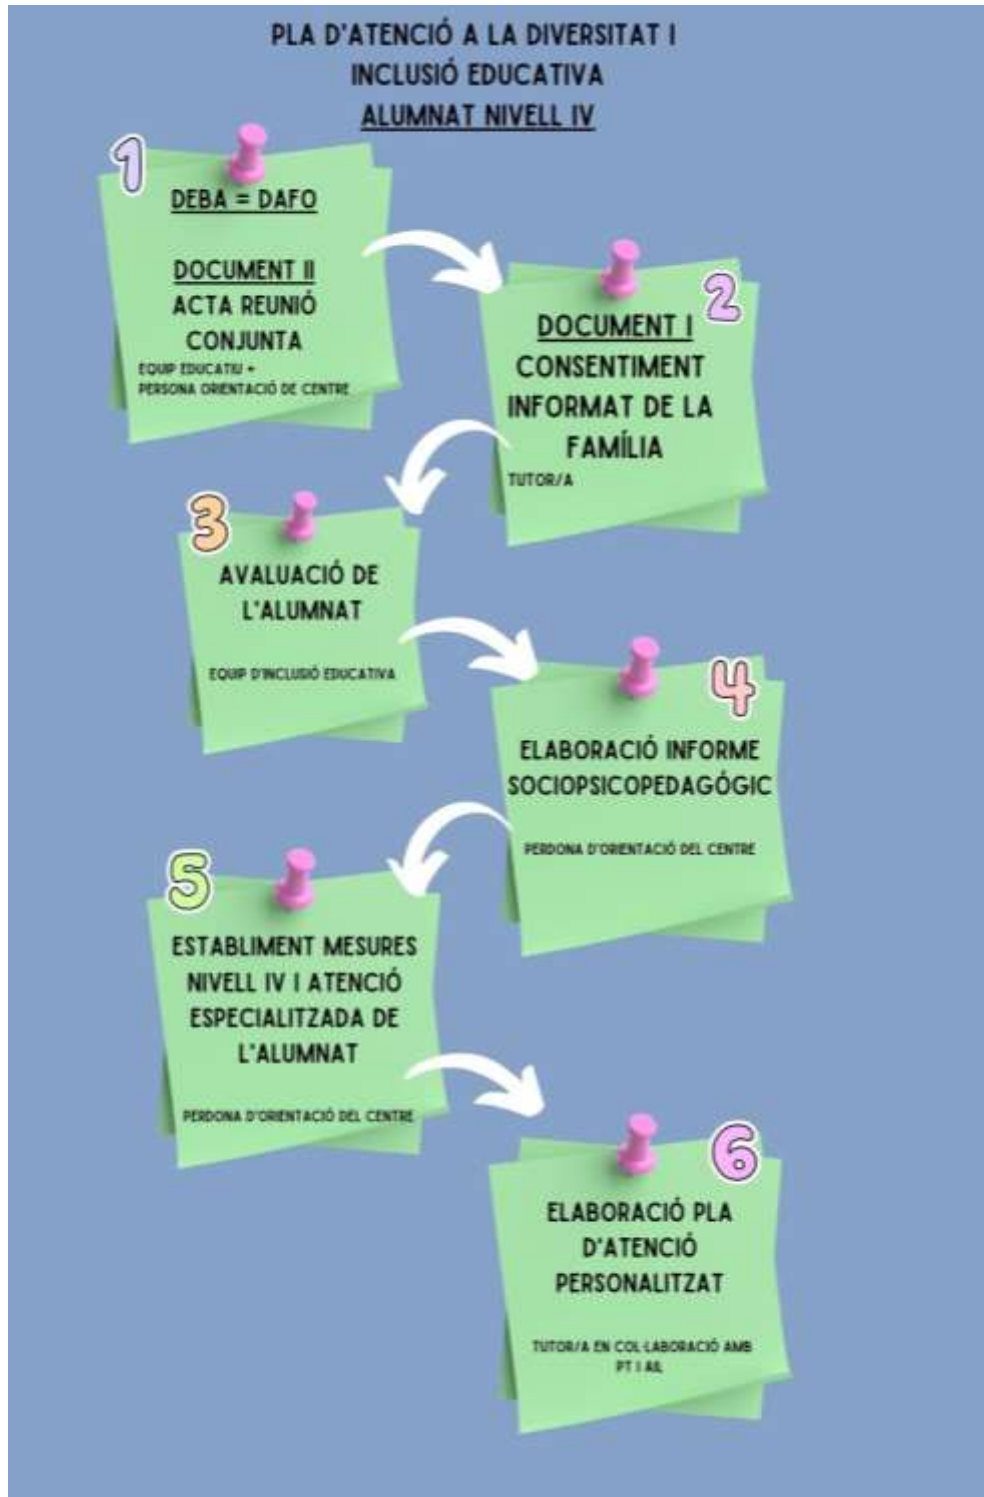 PLA D'ATENCIÓ A LA DIVERSITAT I
INCLUSIÓ EDUCATIVA
ALUMNAT NIVELL IV
1
DEBA = DAFO
DOCUMENT II
ACTA REUNIÓ
CONJUNTA
EQUIP EDUCATIU +
PERSONA ORIENTACIÓ DE CENTRE
2
DOCUMENT I
CONSENTIMENT
INFORMAT DE LA
FAMÍLIA
TUTOR/A
3
AVALUACIÓ DE
L'ALUMNAT
EQUIP D'INCLUSIÓ EDUCATIVA
4
ELABORACIÓ INFORME
SOCIOPSICOPEDAGÓGIC
PERDONA D'ORIENTACIÓ DEL CENTRE
5
ESTABLIMENT MESURES
NIVELL IV I ATENCIÓ
ESPECIALITZADA DE
L'ALUMNAT
PERDONA D'ORIENTACIÓ DEL CENTRE
6
ELABORACIÓ PLA
D'ATENCIÓ
PERSONALITZAT
TUTOR/A EN COL·LABORACIÓ AMB
PT I AIL